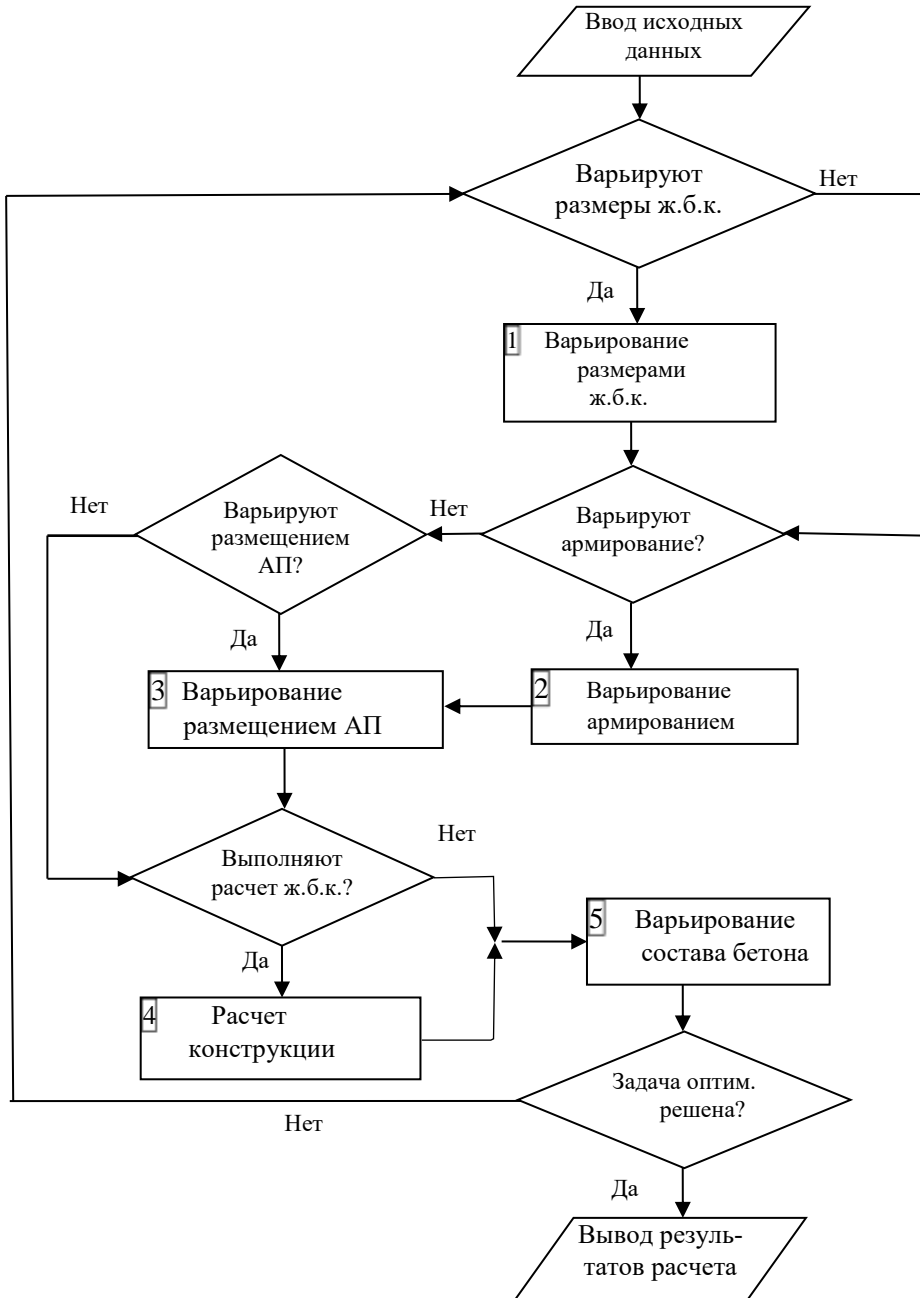 Ввод исходных
данных
Варьируют
размеры ж.б.к.
Нет
Да
1 Варьирование
размерами
ж.б.к.
Варьируют
армирование?
Нет
Да
Варьируют
размещением
АП?
Нет
Да
2 Варьирование
армированием
3 Варьирование
размещением АП
Выполняют
расчет ж.б.к.?
Нет
Да
4 Расчет
конструкции
5 Варьирование
состава бетона
Задача оптим.
решена?
Нет
Да
Вывод резуль-
татов расчета